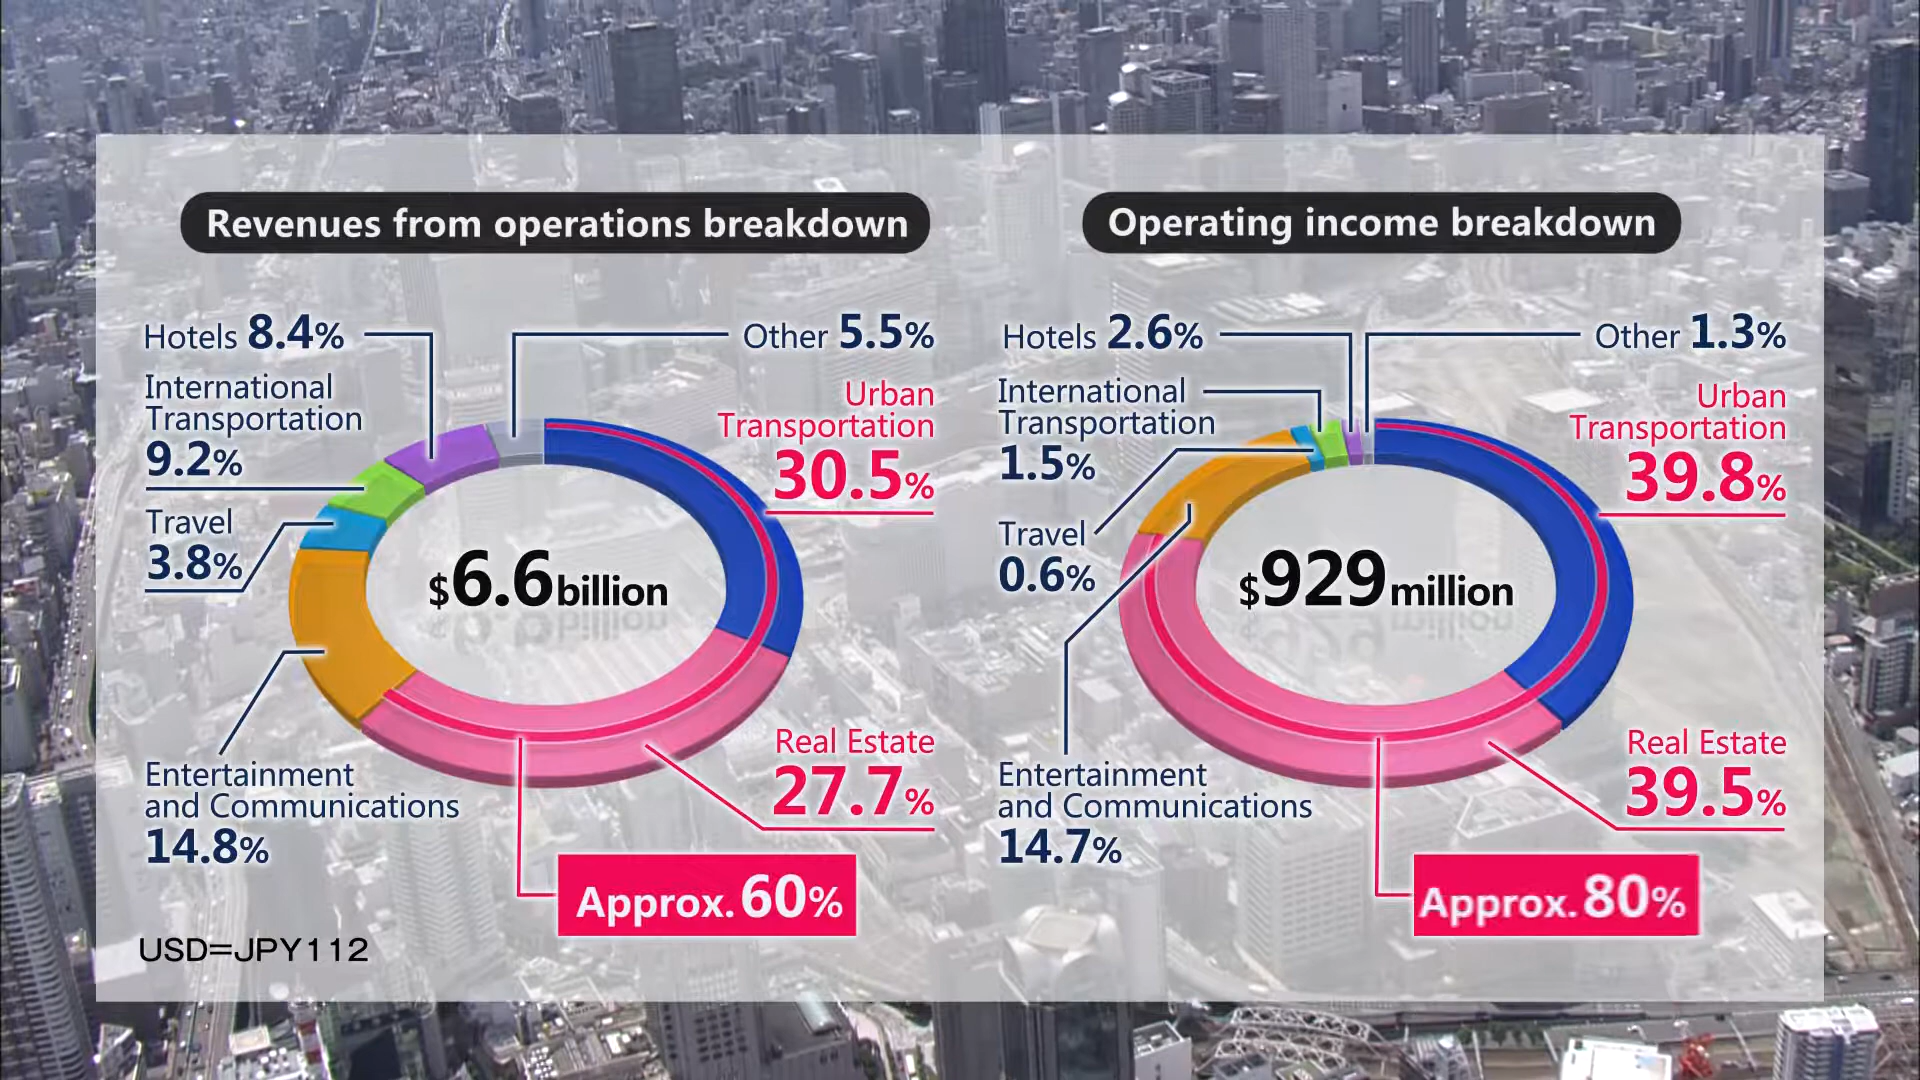 Revenues from operations breakdown
Hotels 8.4%
Other 5.5%
International
Transportation
9.2%
Urban
Transportation
30.5%
Travel
3.8%
$6.6billion
Entertainment
and Communications
14.8%
Real Estate
27.7%
Approx. 60%
USD=JPY112
Operating income breakdown
Hotels 2.6%
Other 1.3%
International
Transportation
1.5%
Urban
Transportation
39.8%
Travel
0.6%
$929million
Entertainment
and Communications
14.7%
Real Estate
39.5%
Approx. 80%